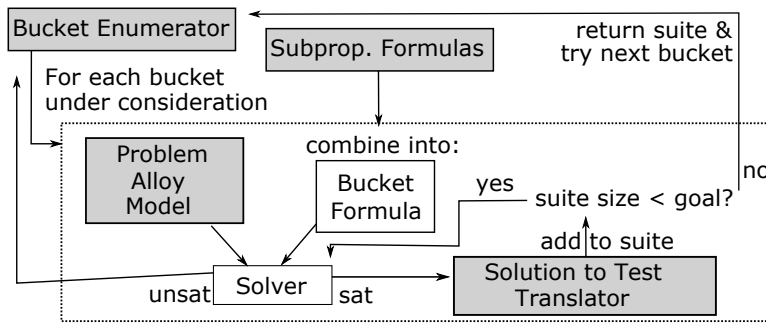 Bucket Enumerator
return suite &
try next bucket
Subprop. Formulas
For each bucket
under consideration
combine into:
Problem
Alloy
Model
Bucket
Formula
yes
suite size < goal?
no
add to suite
unsat
Solver
sat
Solution to Test
Translator